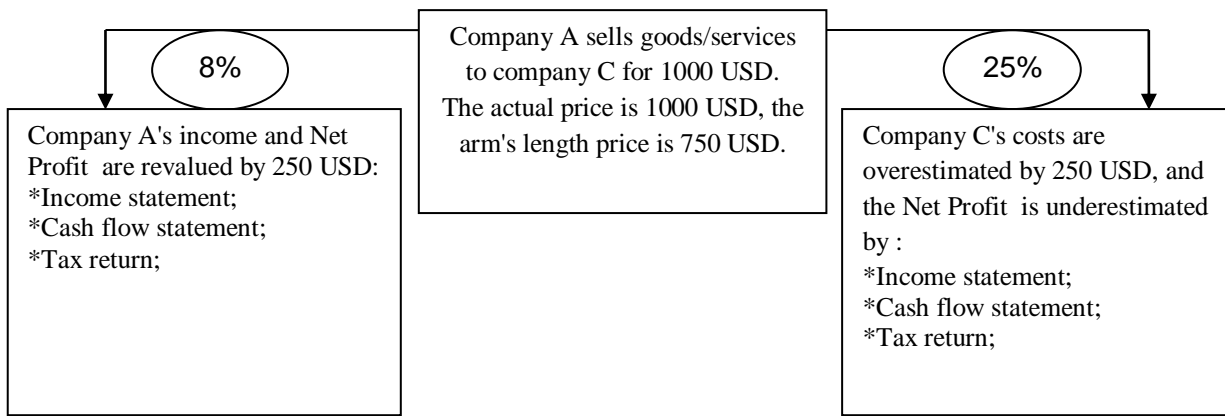 8%
Company A sells goods/services
to company C for 1000 USD.
The actual price is 1000 USD, the
arm's length price is 750 USD.
25%
Company A's income and Net
Profit are revalued by 250 USD:
*Income statement;
*Cash flow statement;
*Tax return;
Company C's costs are
overestimated by 250 USD, and
the Net Profit is underestimated
by :
*Income statement;
*Cash flow statement;
*Tax return;